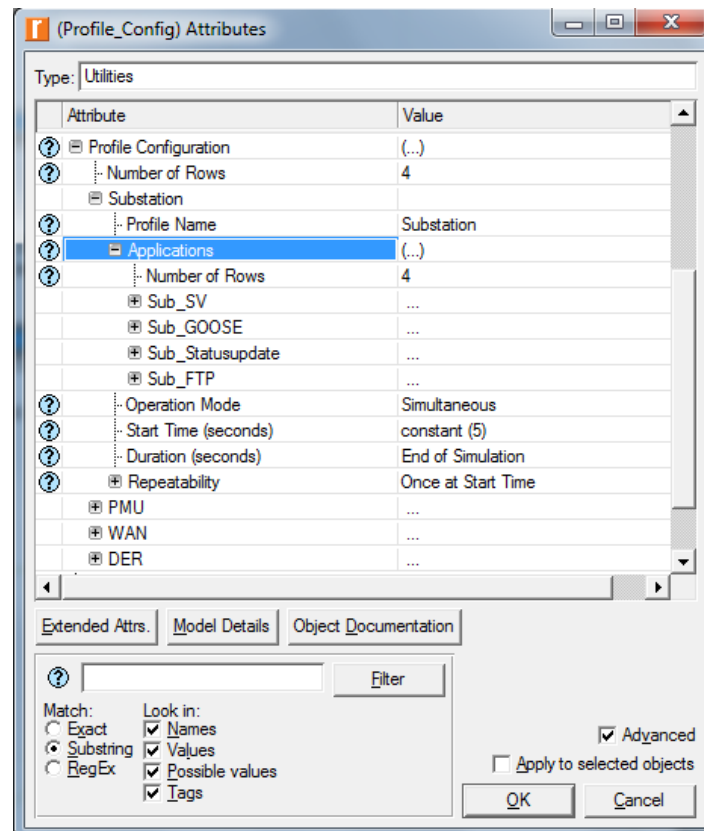 (Profile_Config) Attributes
Type: Utilities
Attribute Value
Profile Configuration (...)
Number of Rows 4
Substation
Profile Name Substation
Applications (...)
Number of Rows 4
Sub_SV ...
Sub_GOOSE ...
Sub_Statusupdate ...
Sub_FTP ...
Operation Mode Simultaneous
Start Time (seconds) constant (5)
Duration (seconds) End of Simulation
Repeatability Once at Start Time
PMU ...
WAN ...
DER ...
Extended Attrs. Model Details Object Documentation
Filter
Match: Look in:
Exact Names
Substring Values
RegEx Possible values
Tags
Advanced
Apply to selected objects
OK Cancel